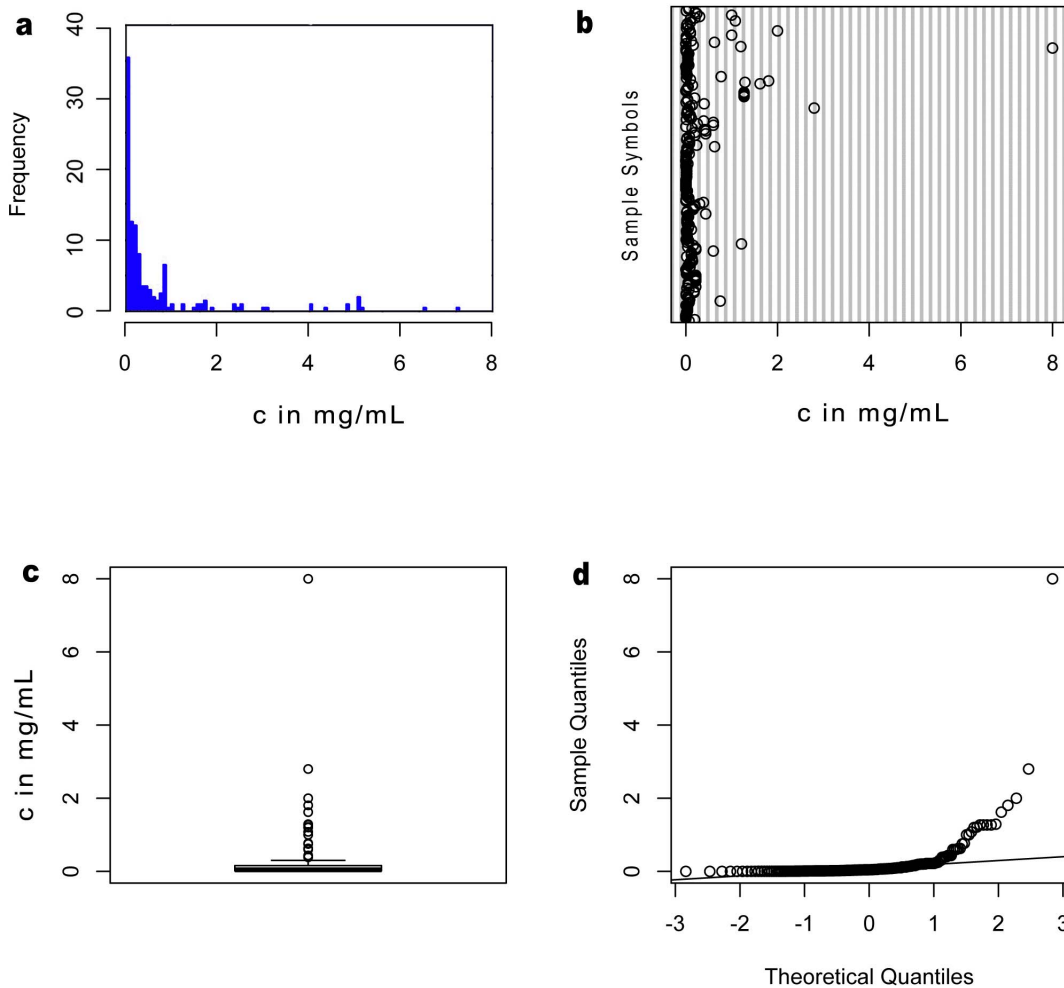 a
Frequency
40
30
20
10
0
0 2 4 6 8
c in mg/mL
b
Sample Symbols
0 2 4 6 8
c in mg/mL
c
c in mg/mL
8
6
4
2
0
d
Sample Quantiles
8
6
4
2
0
-3 -2 -1 0 1 2 3
Theoretical Quantiles